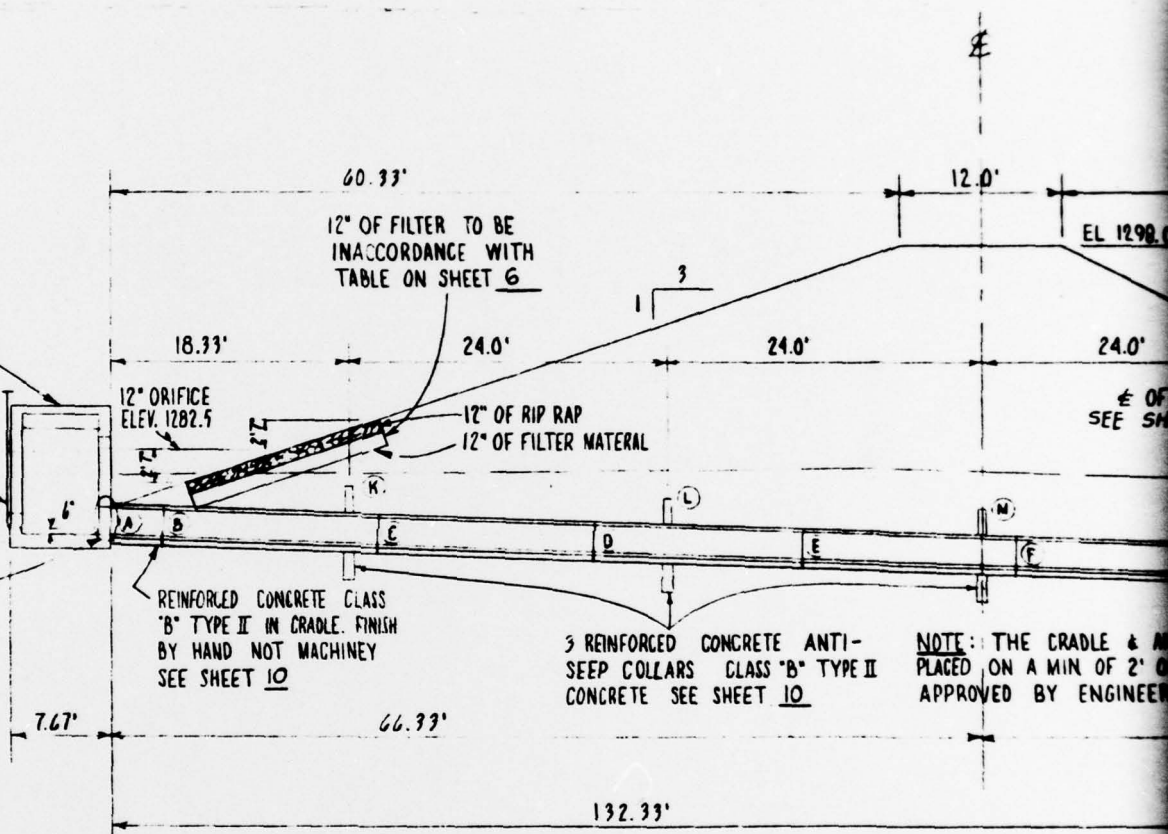 ℄
60.33'
12.0'
12" OF FILTER TO BE
INACCORDANCE WITH
TABLE ON SHEET 6
EL 1298.0
3
1
18.33'
24.0'
24.0'
24.0'
12" ORIFICE
ELEV. 1282.5
12" OF RIP RAP
12" OF FILTER MATERAL
℄ OF
SEE SH
K
L
M
6"
A
B
C
D
E
F
REINFORCED CONCRETE CLASS
"B" TYPE II IN CRADLE. FINISH
BY HAND NOT MACHINEY
SEE SHEET 10
3 REINFORCED CONCRETE ANTI-
SEEP COLLARS CLASS "B" TYPE II
CONCRETE SEE SHEET 10
NOTE: THE CRADLE &
PLACED ON A MIN OF 2'
APPROVED BY ENGINEER
7.67'
66.33'
132.33'